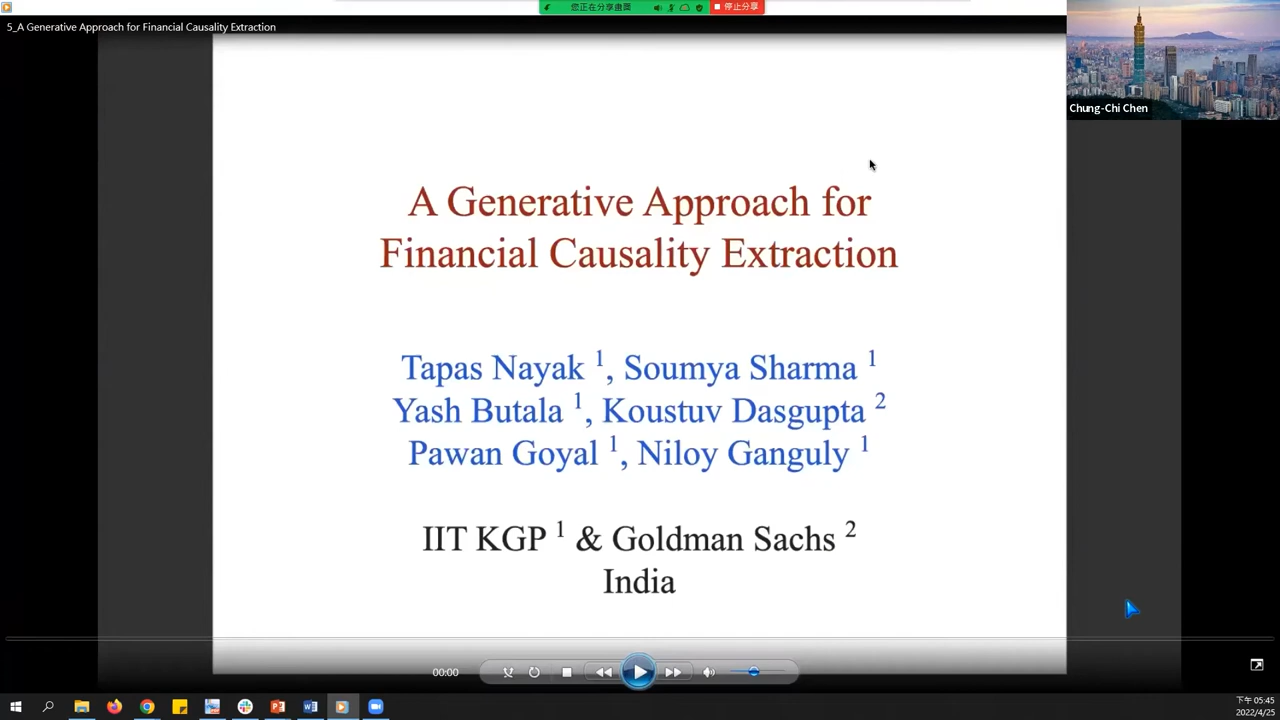 您正在分享畫面
停止分享
5_A Generative Approach for Financial Causality Extraction
Chung-Chi Chen
A Generative Approach for
Financial Causality Extraction
Tapas Nayak 1, Soumya Sharma 1
Yash Butala 1, Koustuv Dasgupta 2
Pawan Goyal 1, Niloy Ganguly 1
IIT KGP 1 & Goldman Sachs 2
India
00:00
下午 05:45
2022/4/25